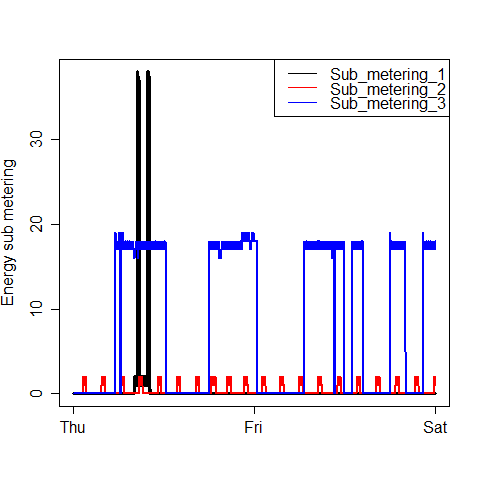 Sub_metering_1
Sub_metering_2
Sub_metering_3
Energy sub metering
30
20
10
0
Thu Fri Sat